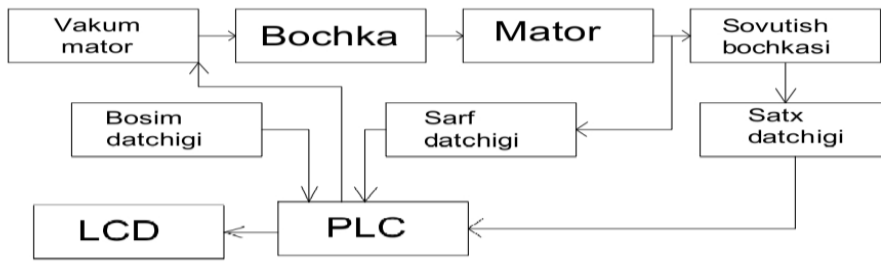 Vakum
mator
Bochka
Mator
Sovutish
bochkasi
Bosim
datchigi
Sarf
datchigi
Satx
datchigi
LCD
PLC